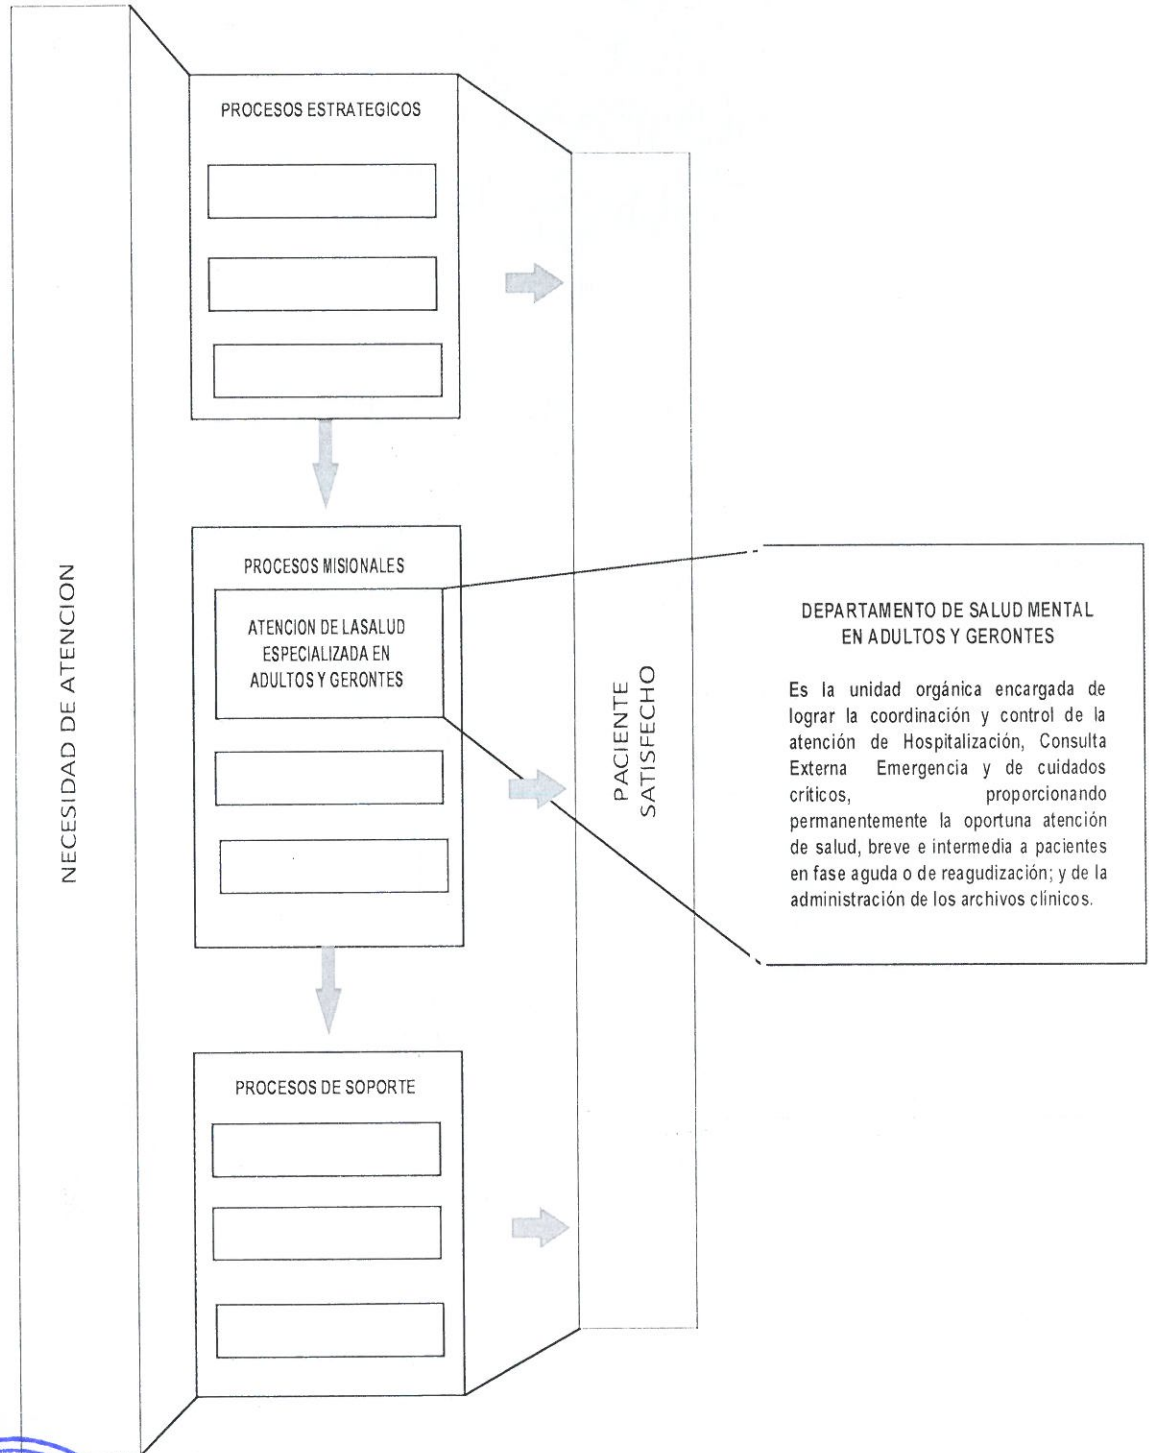 NECESIDAD DE ATENCION
PROCESOS ESTRATEGICOS
PROCESOS MISIONALES
ATENCION DE LASALUD
ESPECIALIZADA EN
ADULTOS Y GERONTES
PROCESOS DE SOPORTE
PACIENTE
SATISFECHO
DEPARTAMENTO DE SALUD MENTAL
EN ADULTOS Y GERONTES
Es la unidad orgánica encargada de
lograr la coordinación y control de la
atención de Hospitalización, Consulta
Externa Emergencia y de cuidados
críticos, proporcionando
permanentemente la oportuna atención
de salud, breve e intermedia a pacientes
en fase aguda o de reagudización; y de la
administración de los archivos clínicos.